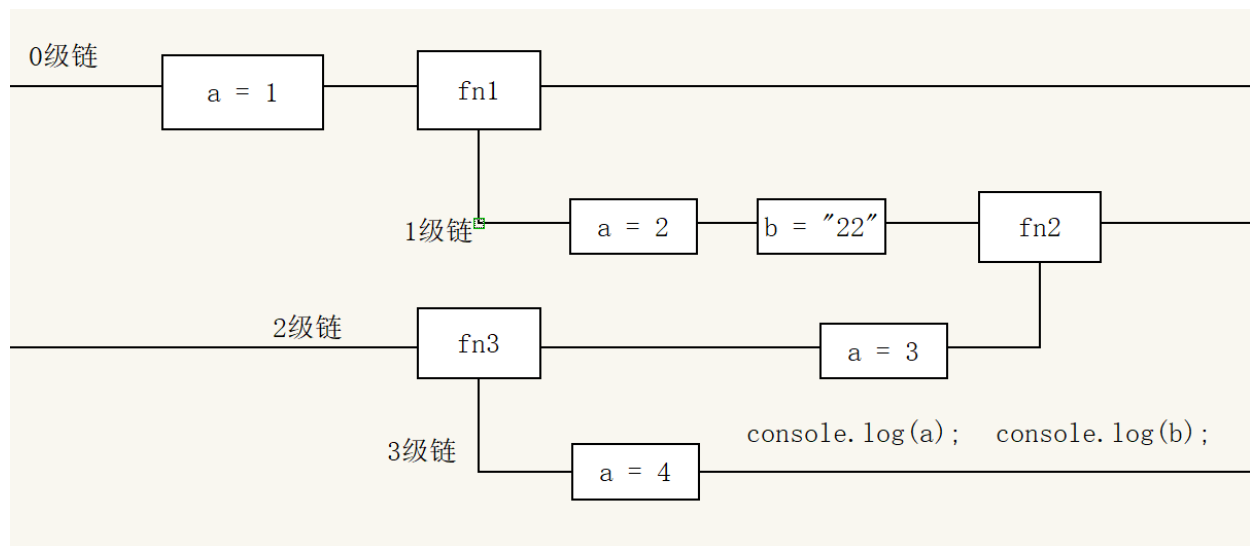 0级链
a = 1
fn1
1级链
a = 2
b = "22"
fn2
2级链
fn3
a = 3
3级链
a = 4
console.log(a); console.log(b);